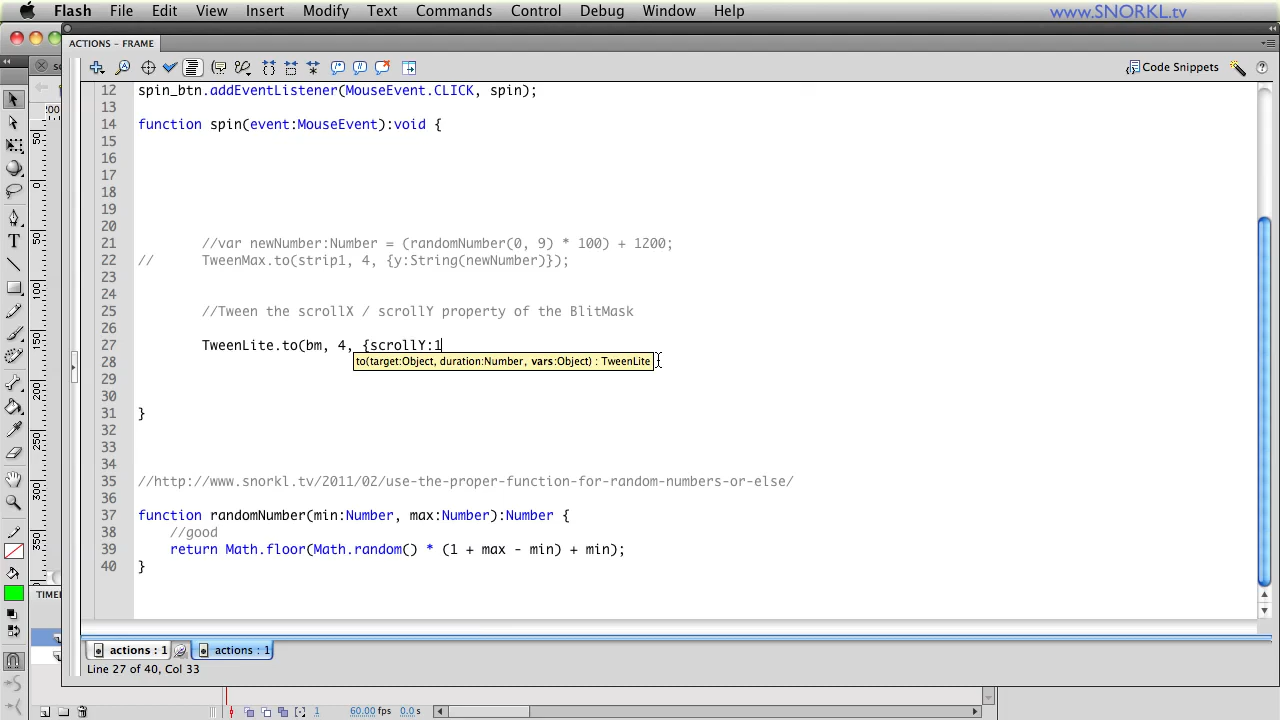 Flash File Edit View Insert Modify Text Commands Control Debug Window Help
www.SNORKL.tv
ACTIONS - FRAME
Code Snippets
12 spin_btn.addEventListener(MouseEvent.CLICK, spin);
13
14 function spin(event:MouseEvent):void {
15
16
17
18
19
20
21 //var newNumber:Number = (randomNumber(0, 9) * 100) + 1200;
22 // TweenMax.to(strip1, 4, {y:String(newNumber)});
23
24
25 //Tween the scrollX / scrollY property of the BlitMask
26
27 TweenLite.to(bm, 4, {scrollY:1
to(target:Object, duration:Number, vars:Object) : TweenLite
28
29
30
31 }
32
33
34
35 //http://www.snorkl.tv/2011/02/use-the-proper-function-for-random-numbers-or-else/
36
37 function randomNumber(min:Number, max:Number):Number {
38 //good
39 return Math.floor(Math.random() * (1 + max - min) + min);
40 }
actions : 1 actions : 1
Line 27 of 40, Col 33
1 60.00 fps 0.0 s